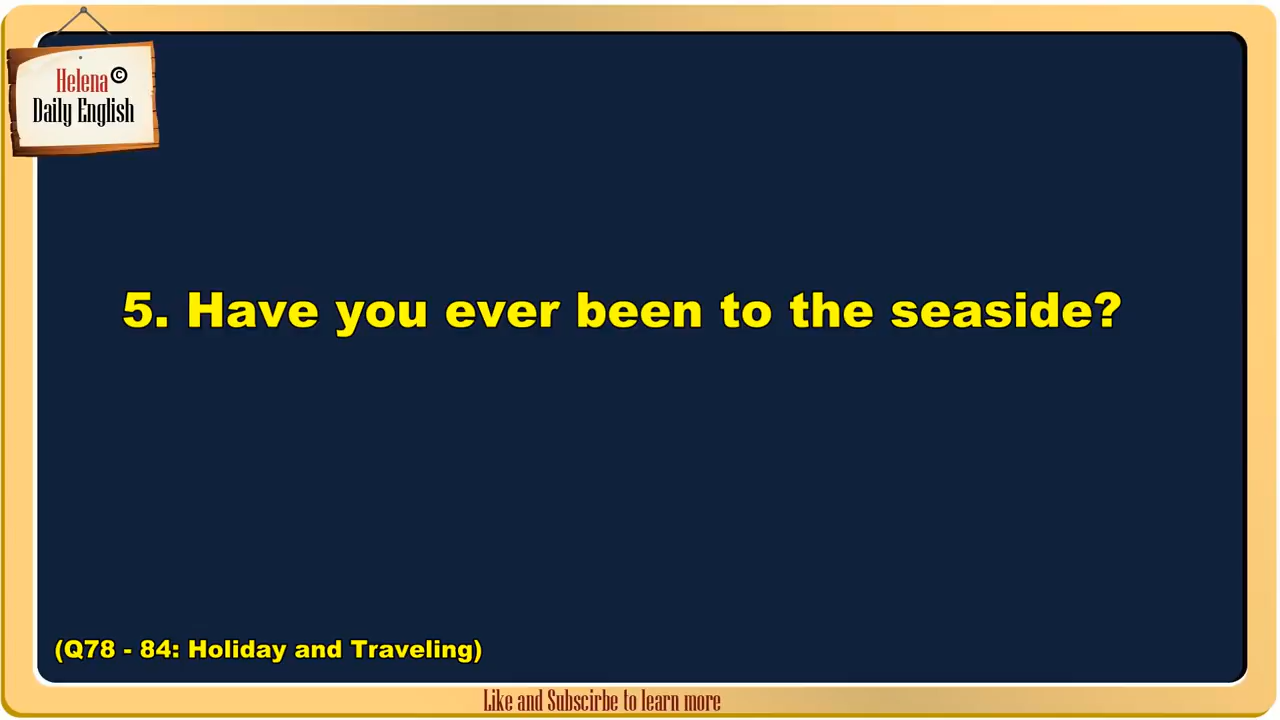 Helena ©
Daily English
5. Have you ever been to the seaside?
(Q78 - 84: Holiday and Traveling)
Like and Subscirbe to learn more